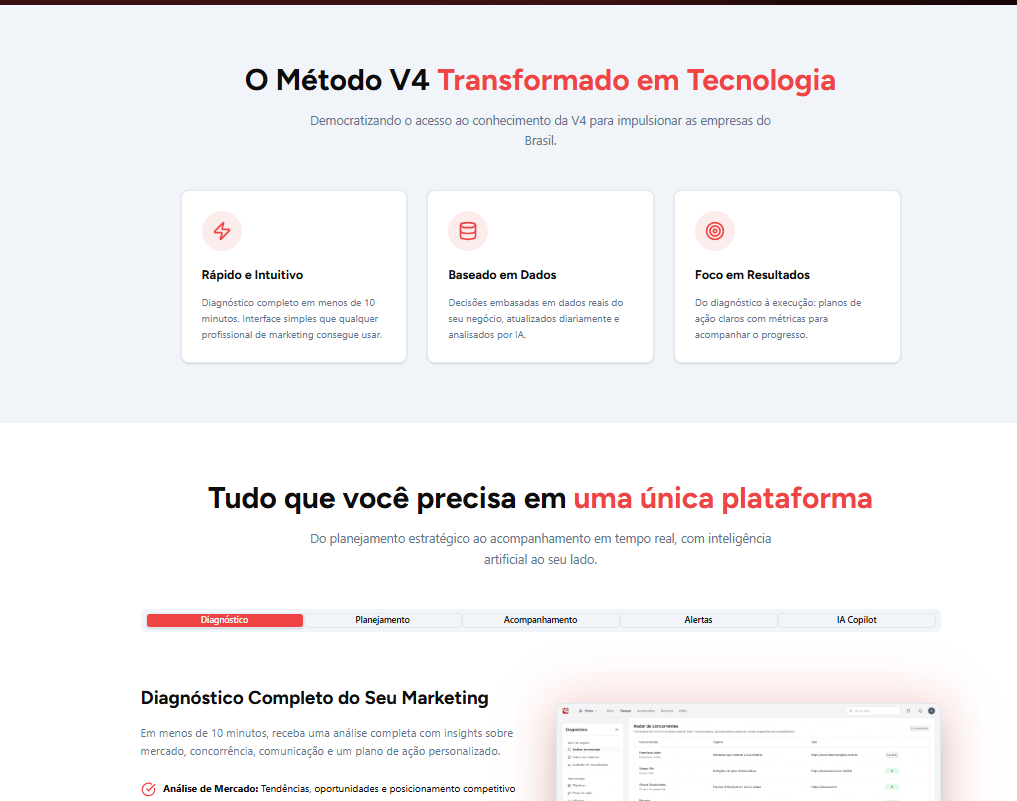 O Método V4 Transformado em Tecnologia
Democratizando o acesso ao conhecimento da V4 para impulsionar as empresas do
Brasil.
Rápido e Intuitivo
Diagnóstico completo em menos de 10
minutos. Interface simples que qualquer
profissional de marketing consegue usar.
Baseado em Dados
Decisões embasadas em dados reais do
seu negócio, atualizados diariamente e
analisados por IA.
Foco em Resultados
Do diagnóstico à execução: planos de
ação claros com métricas para
acompanhar o progresso.
Tudo que você precisa em uma única plataforma
Do planejamento estratégico ao acompanhamento em tempo real, com inteligência
artificial ao seu lado.
Diagnóstico
Planejamento
Acompanhamento
Alertas
IA Copilot
Diagnóstico Completo do Seu Marketing
Em menos de 10 minutos, receba uma análise completa com insights sobre
mercado, concorrência, comunicação e um plano de ação personalizado.
Análise de Mercado: Tendências, oportunidades e posicionamento competitivo
Diagnóstico
Radar de concorrentes